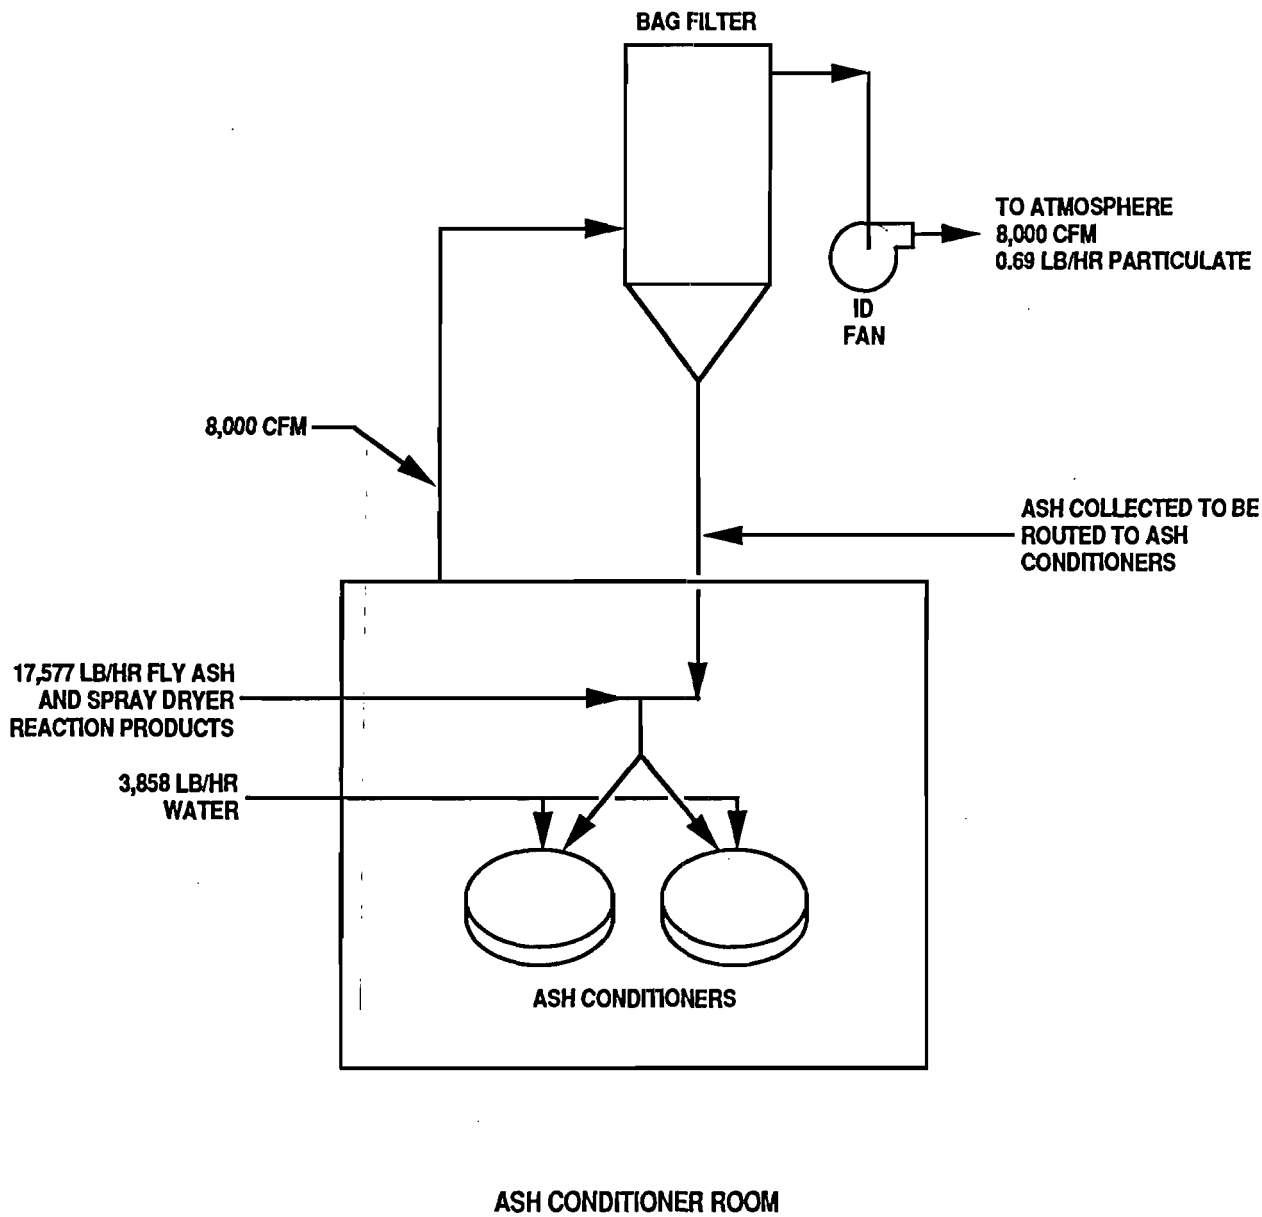 BAG FILTER
TO ATMOSPHERE
8,000 CFM
0.69 LB/HR PARTICULATE
ID
FAN
8,000 CFM
ASH COLLECTED TO BE
ROUTED TO ASH
CONDITIONERS
17,577 LB/HR FLY ASH
AND SPRAY DRYER
REACTION PRODUCTS
3,858 LB/HR
WATER
ASH CONDITIONERS
ASH CONDITIONER ROOM